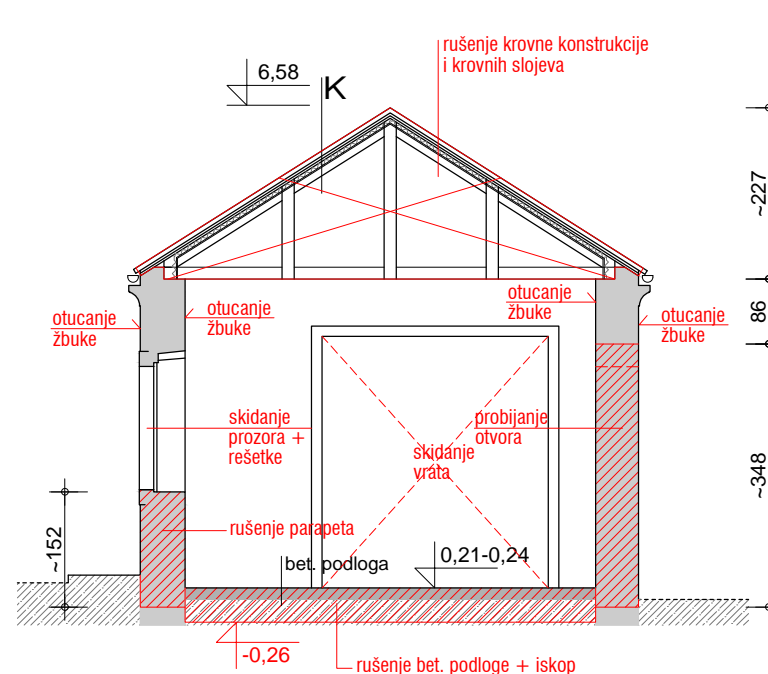 rušenje krovne konstrukcije
i krovnih slojeva
6,58
K
~227
otucanje
žbuke
otucanje
žbuke
otucanje
žbuke
otucanje
žbuke
86
skidanje
prozora +
rešetke
probijanje
otvora
skidanje
vrata
~348
~152
rušenje parapeta
bet. podloga
0,21-0,24
-0,26
rušenje bet. podloge + iskop